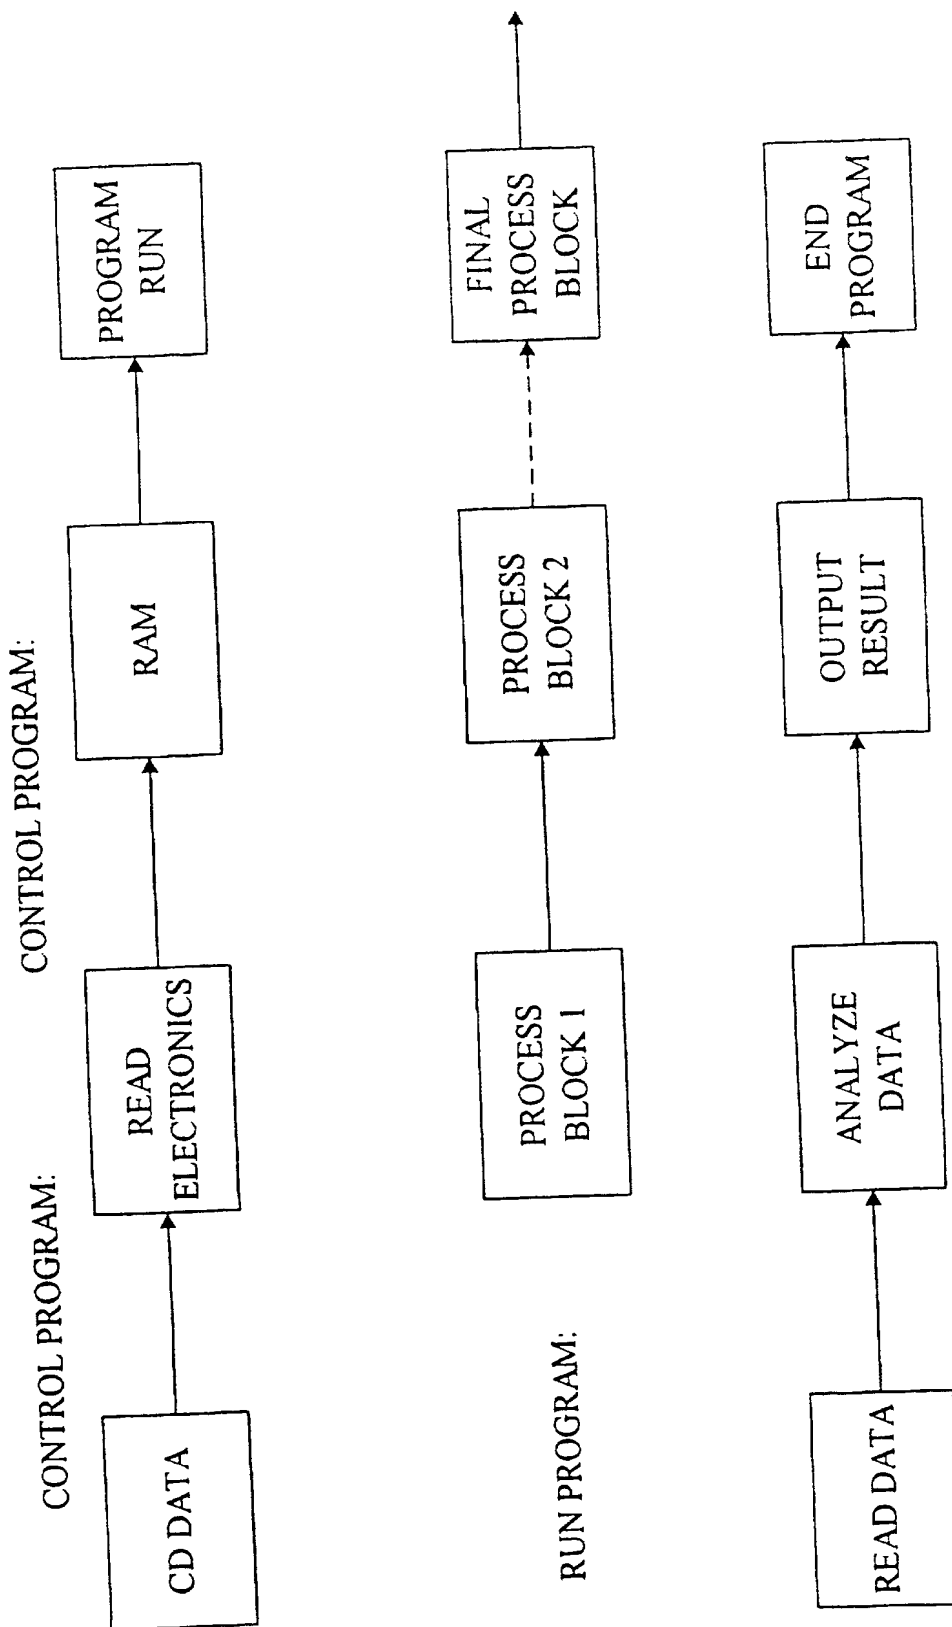 CONTROL PROGRAM:
CONTROL PROGRAM:
CD DATA
READ
ELECTRONICS
RAM
PROGRAM
RUN
RUN PROGRAM:
PROCESS
BLOCK 1
PROCESS
BLOCK 2
FINAL
PROCESS
BLOCK
READ DATA
ANALYZE
DATA
OUTPUT
RESULT
END
PROGRAM